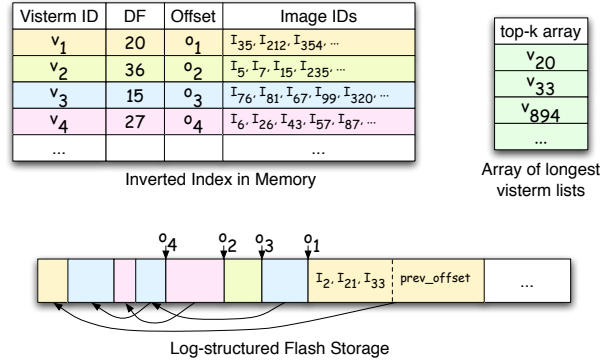 Visterm ID DF Offset Image IDs
v1 20 o1 I35, I212, I354, ...
v2 36 o2 I5, I7, I15, I235, ...
v3 15 o3 I76, I81, I67, I99, I320, ...
v4 27 o4 I6, I26, I43, I57, I87, ...
... ...
Inverted Index in Memory
top-k array
v20
v33
v894
...
Array of longest
visterm lists
o4 o2 o3 o1
I2, I21, I33 prev_offset ...
Log-structured Flash Storage